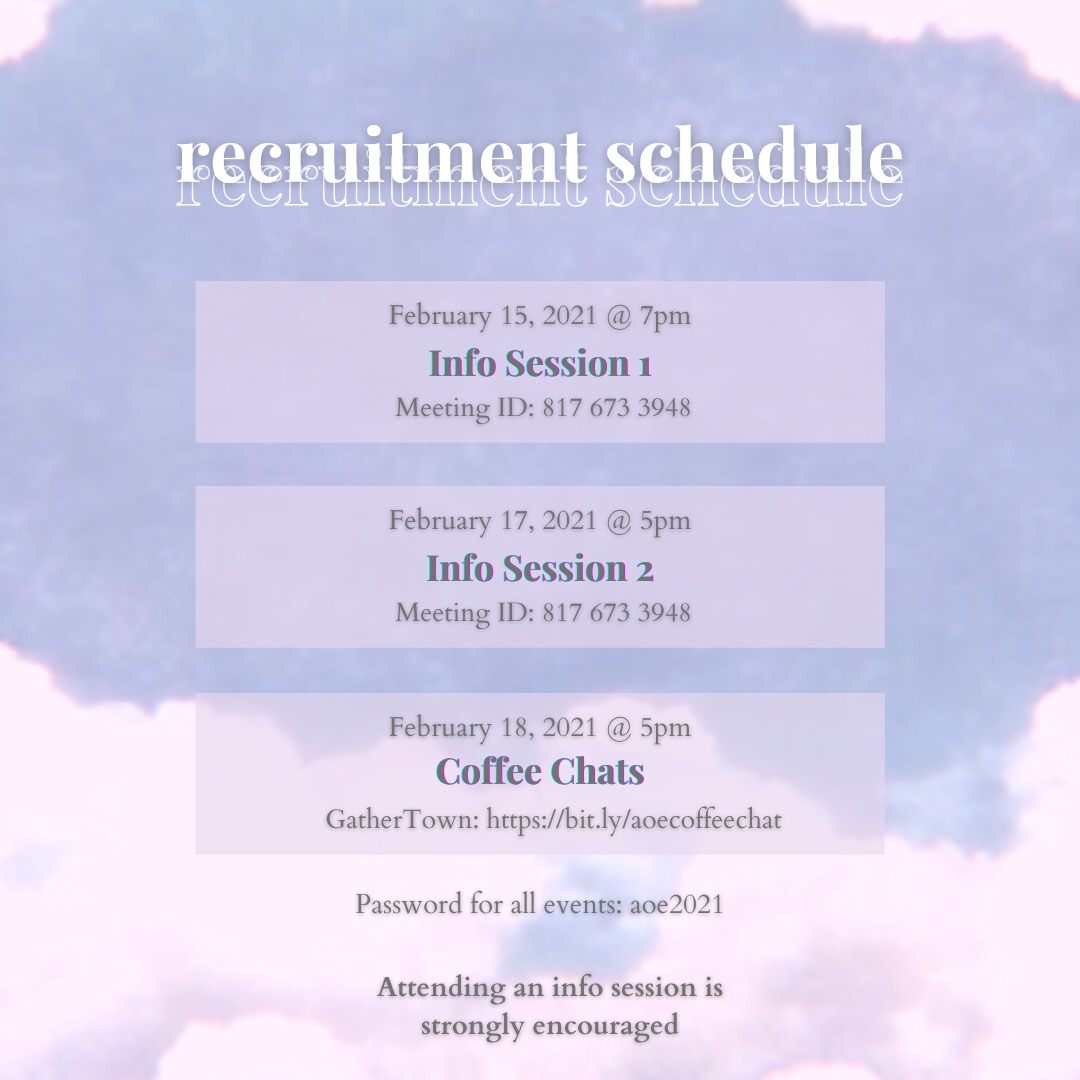 recruitment schedule
February 15, 2021 @ 7pm
Info Session 1
Meeting ID: 817 673 3948
February 17, 2021 @ 5pm
Info Session 2
Meeting ID: 817 673 3948
February 18, 2021 @ 5pm
Coffee Chats
GatherTown: https://bit.ly/aoecoffeechat
Password for all events: aoe2021
Attending an info session is
strongly encouraged